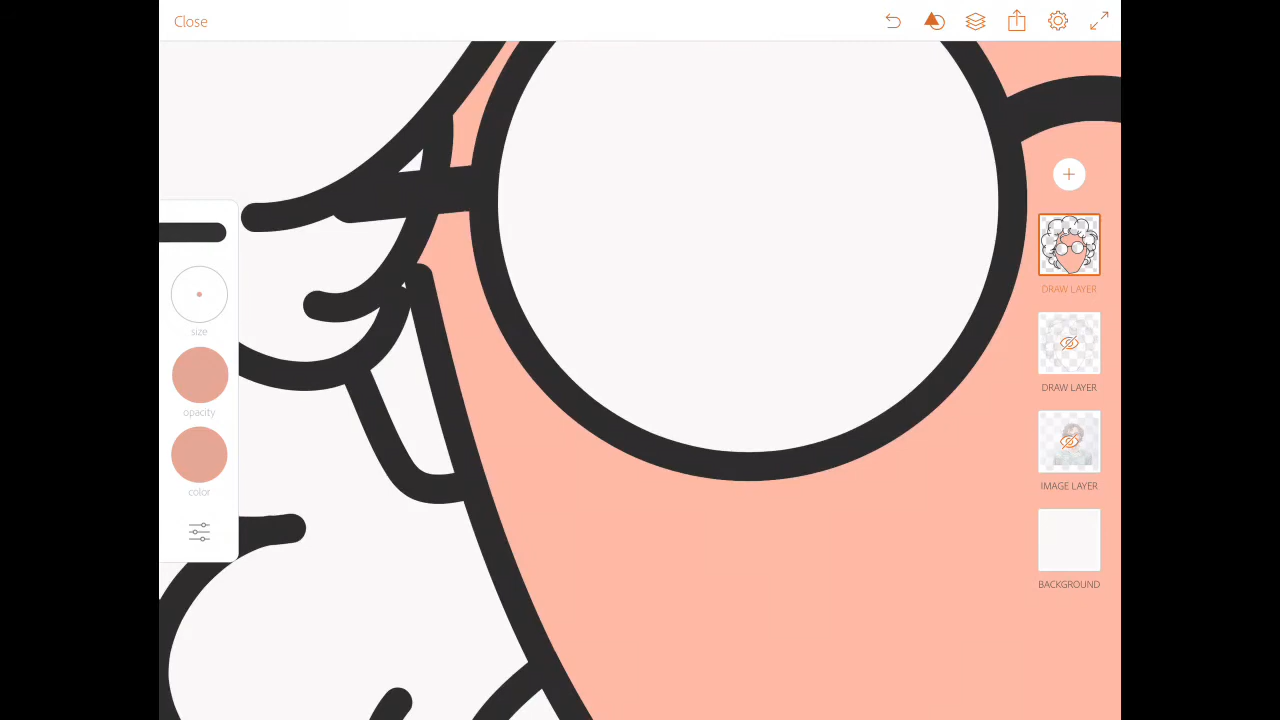 Close
size
opacity
color
DRAW LAYER
DRAW LAYER
IMAGE LAYER
BACKGROUND